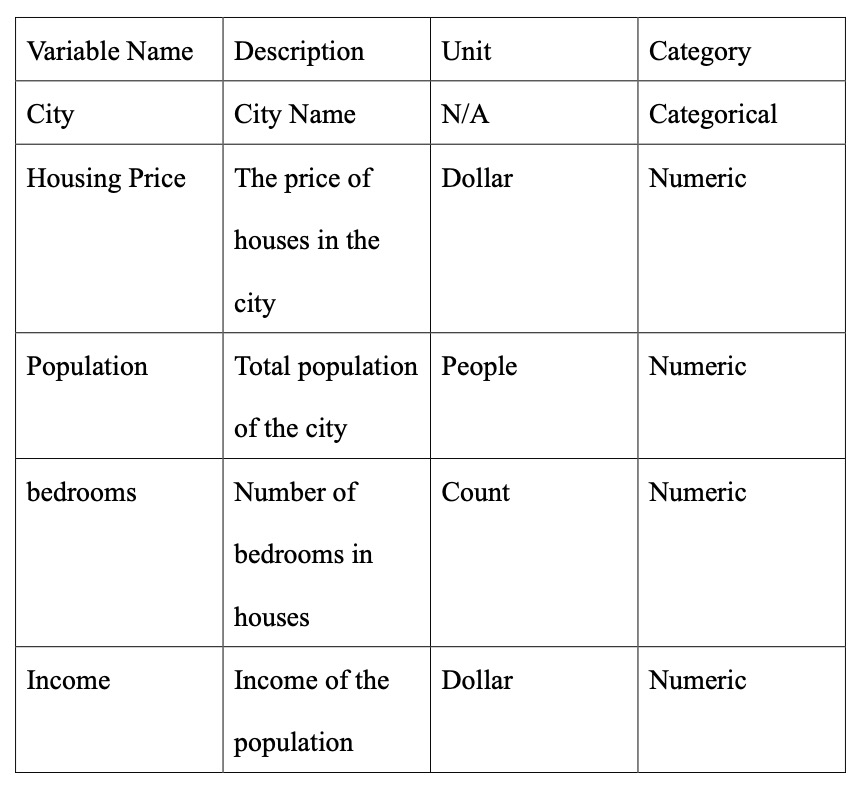 Variable Name Description Unit Category
City City Name N/A Categorical
Housing Price The price of Dollar Numeric
houses in the
city
Population Total population People Numeric
of the city
bedrooms Number of Count Numeric
bedrooms in
houses
Income Income of the Dollar Numeric
population